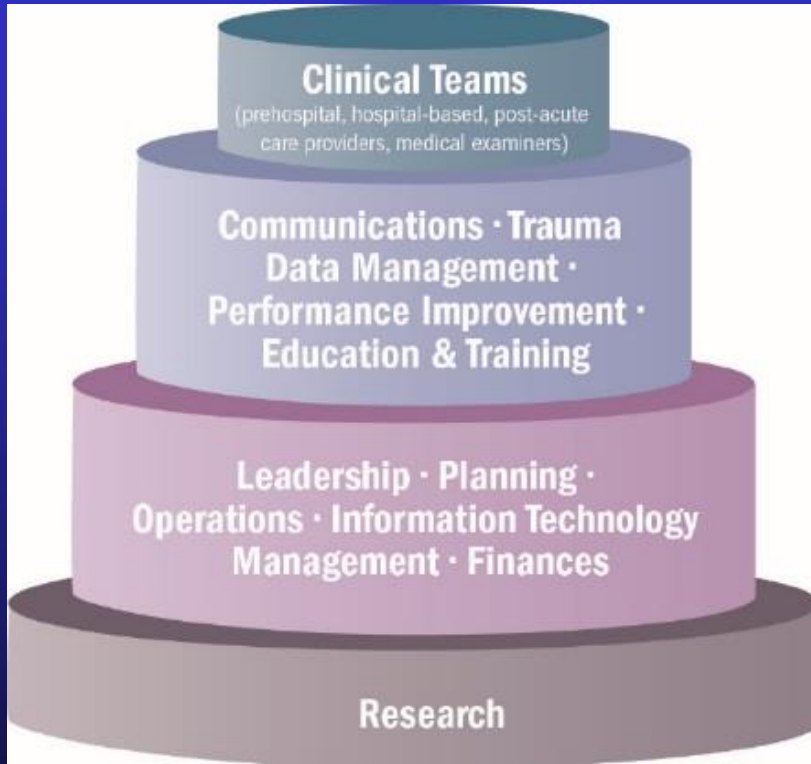 Clinical Teams
(prehospital, hospital-based, post-acute
care providers, medical examiners)
Communications · Trauma
Data Management ·
Performance Improvement ·
Education & Training
Leadership · Planning ·
Operations · Information Technology
Management · Finances
Research